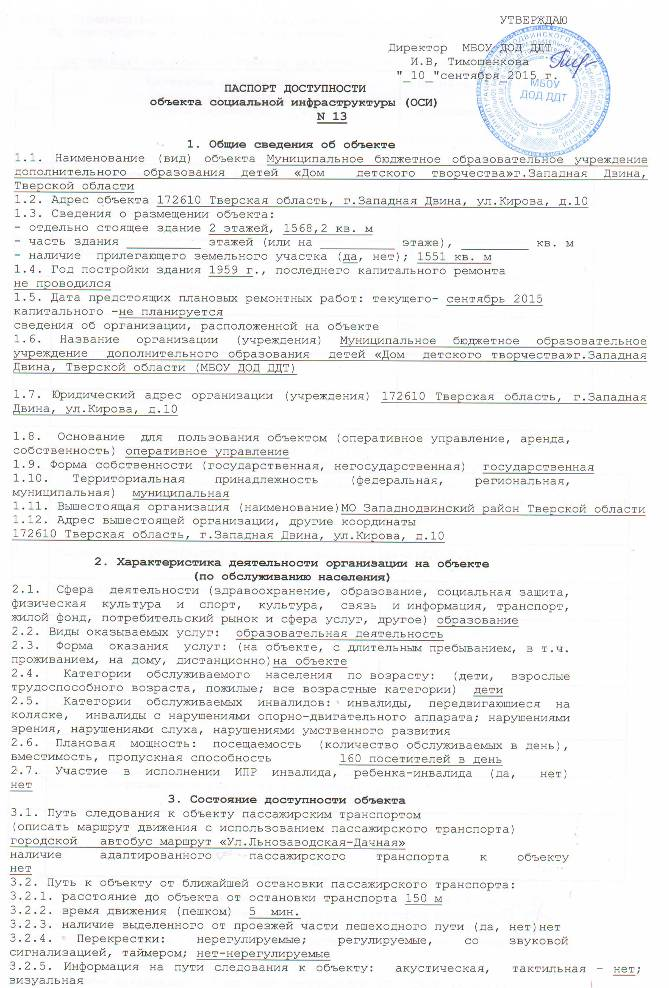 УТВЕРЖДАЮ
Директор МБОУ ДОД ДДТ
И.В, Тимошенкова
"_10_"сентября_2015 г.
МБОУ
ДОД ДДТ
ПАСПОРТ ДОСТУПНОСТИ
объекта социальной инфраструктуры (ОСИ)
N 13
1. Общие сведения об объекте
1.1. Наименование (вид) объекта Муниципальное бюджетное образовательное учреждение
дополнительного образования детей «Дом детского творчества»г.Западная Двина,
Тверской области
1.2. Адрес объекта 172610 Тверская область, г.Западная Двина, ул.Кирова, д.10
1.3. Сведения о размещении объекта:
- отдельно стоящее здание 2 этажей, 1568,2 кв. м
- часть здания ___________ этажей (или на ___________ этаже), __________ кв. м
- наличие прилегающего земельного участка (да, нет); 1551 кв. м
1.4. Год постройки здания 1959 г., последнего капитального ремонта
не проводился
1.5. Дата предстоящих плановых ремонтных работ: текущего- сентябрь 2015
капитального -не планируется
сведения об организации, расположенной на объекте
1.6. Название организации (учреждения) Муниципальное бюджетное образовательное
учреждение дополнительного образования детей «Дом детского творчества»г.Западная
Двина, Тверской области (МБОУ ДОД ДДТ)
1.7. Юридический адрес организации (учреждения) 172610 Тверская область, г.Западная
Двина, ул.Кирова, д.10
1.8. Основание для пользования объектом (оперативное управление, аренда,
собственность) оперативное управление
1.9. Форма собственности (государственная, негосударственная) государственная
1.10. Территориальная принадлежность (федеральная, региональная,
муниципальная) муниципальная
1.11. Вышестоящая организация (наименование)МО Западнодвинский район Тверской области
1.12. Адрес вышестоящей организации, другие координаты
172610 Тверская область, г.Западная Двина, ул.Кирова, д.10
2. Характеристика деятельности организации на объекте
(по обслуживанию населения)
2.1. Сфера деятельности (здравоохранение, образование, социальная защита,
физическая культура и спорт, культура, связь и информация, транспорт,
жилой фонд, потребительский рынок и сфера услуг, другое) образование
2.2. Виды оказываемых услуг: образовательная деятельность
2.3. Форма оказания услуг: (на объекте, с длительным пребыванием, в т.ч.
проживанием, на дому, дистанционно)на объекте
2.4. Категории обслуживаемого населения по возрасту: (дети, взрослые
трудоспособного возраста, пожилые; все возрастные категории) дети
2.5. Категории обслуживаемых инвалидов: инвалиды, передвигающиеся на
коляске, инвалиды с нарушениями опорно-двигательного аппарата; нарушениями
зрения, нарушениями слуха, нарушениями умственного развития
2.6. Плановая мощность: посещаемость (количество обслуживаемых в день),
вместимость, пропускная способность 160 посетителей в день
2.7. Участие в исполнении ИПР инвалида, ребенка-инвалида (да, нет)
нет
3. Состояние доступности объекта
3.1. Путь следования к объекту пассажирским транспортом
(описать маршрут движения с использованием пассажирского транспорта)
городской автобус маршрут «Ул.Льнозаводская-Дачная»
наличие адаптированного пассажирского транспорта к объекту
нет
3.2. Путь к объекту от ближайшей остановки пассажирского транспорта:
3.2.1. расстояние до объекта от остановки транспорта 150 м
3.2.2. время движения (пешком) 5 мин.
3.2.3. наличие выделенного от проезжей части пешеходного пути (да, нет)нет
3.2.4. Перекрестки: нерегулируемые; регулируемые, со звуковой
сигнализацией, таймером; нет-нерегулируемые
3.2.5. Информация на пути следования к объекту: акустическая, тактильная - нет;
визуальная